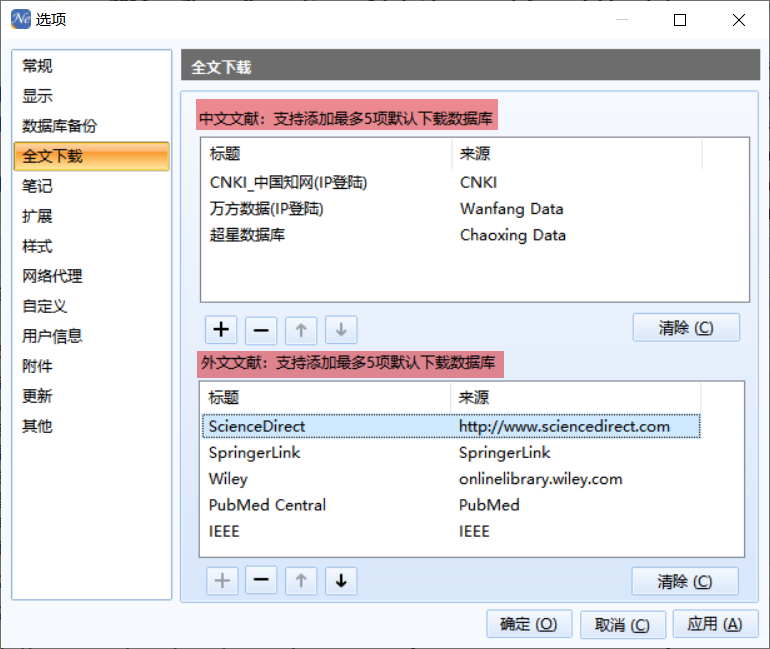 Ne 选项
常规
显示
数据库备份
全文下载
笔记
扩展
样式
网络代理
自定义
用户信息
附件
更新
其他
全文下载
中文文献：支持添加最多5项默认下载数据库
标题 来源
CNKI_中国知网(IP登陆) CNKI
万方数据(IP登陆) Wanfang Data
超星数据库 Chaoxing Data
清除 (C)
外文文献：支持添加最多5项默认下载数据库
标题 来源
ScienceDirect http://www.sciencedirect.com
SpringerLink SpringerLink
Wiley onlinelibrary.wiley.com
PubMed Central PubMed
IEEE IEEE
清除 (C)
确定 (O) 取消 (C) 应用 (A)